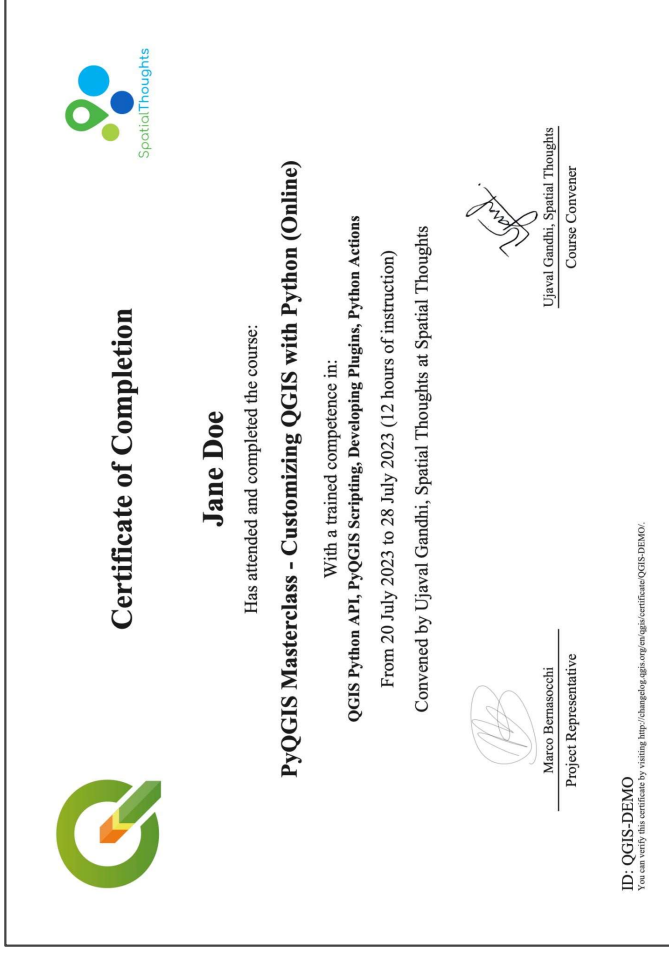 SpatialThoughts
Certificate of Completion
Jane Doe
Has attended and completed the course:
PyQGIS Masterclass - Customizing QGIS with Python (Online)
With a trained competence in:
QGIS Python API, PyQGIS Scripting, Developing Plugins, Python Actions
From 20 July 2023 to 28 July 2023 (12 hours of instruction)
Convened by Ujaval Gandhi, Spatial Thoughts at Spatial Thoughts
Marco Bernasocchi
Project Representative
Ujaval Gandhi, Spatial Thoughts
Course Convener
ID: QGIS-DEMO
You can verify this certificate by visiting http://changelog.qgis.org/en/qgis/certificate/QGIS-DEMO/.